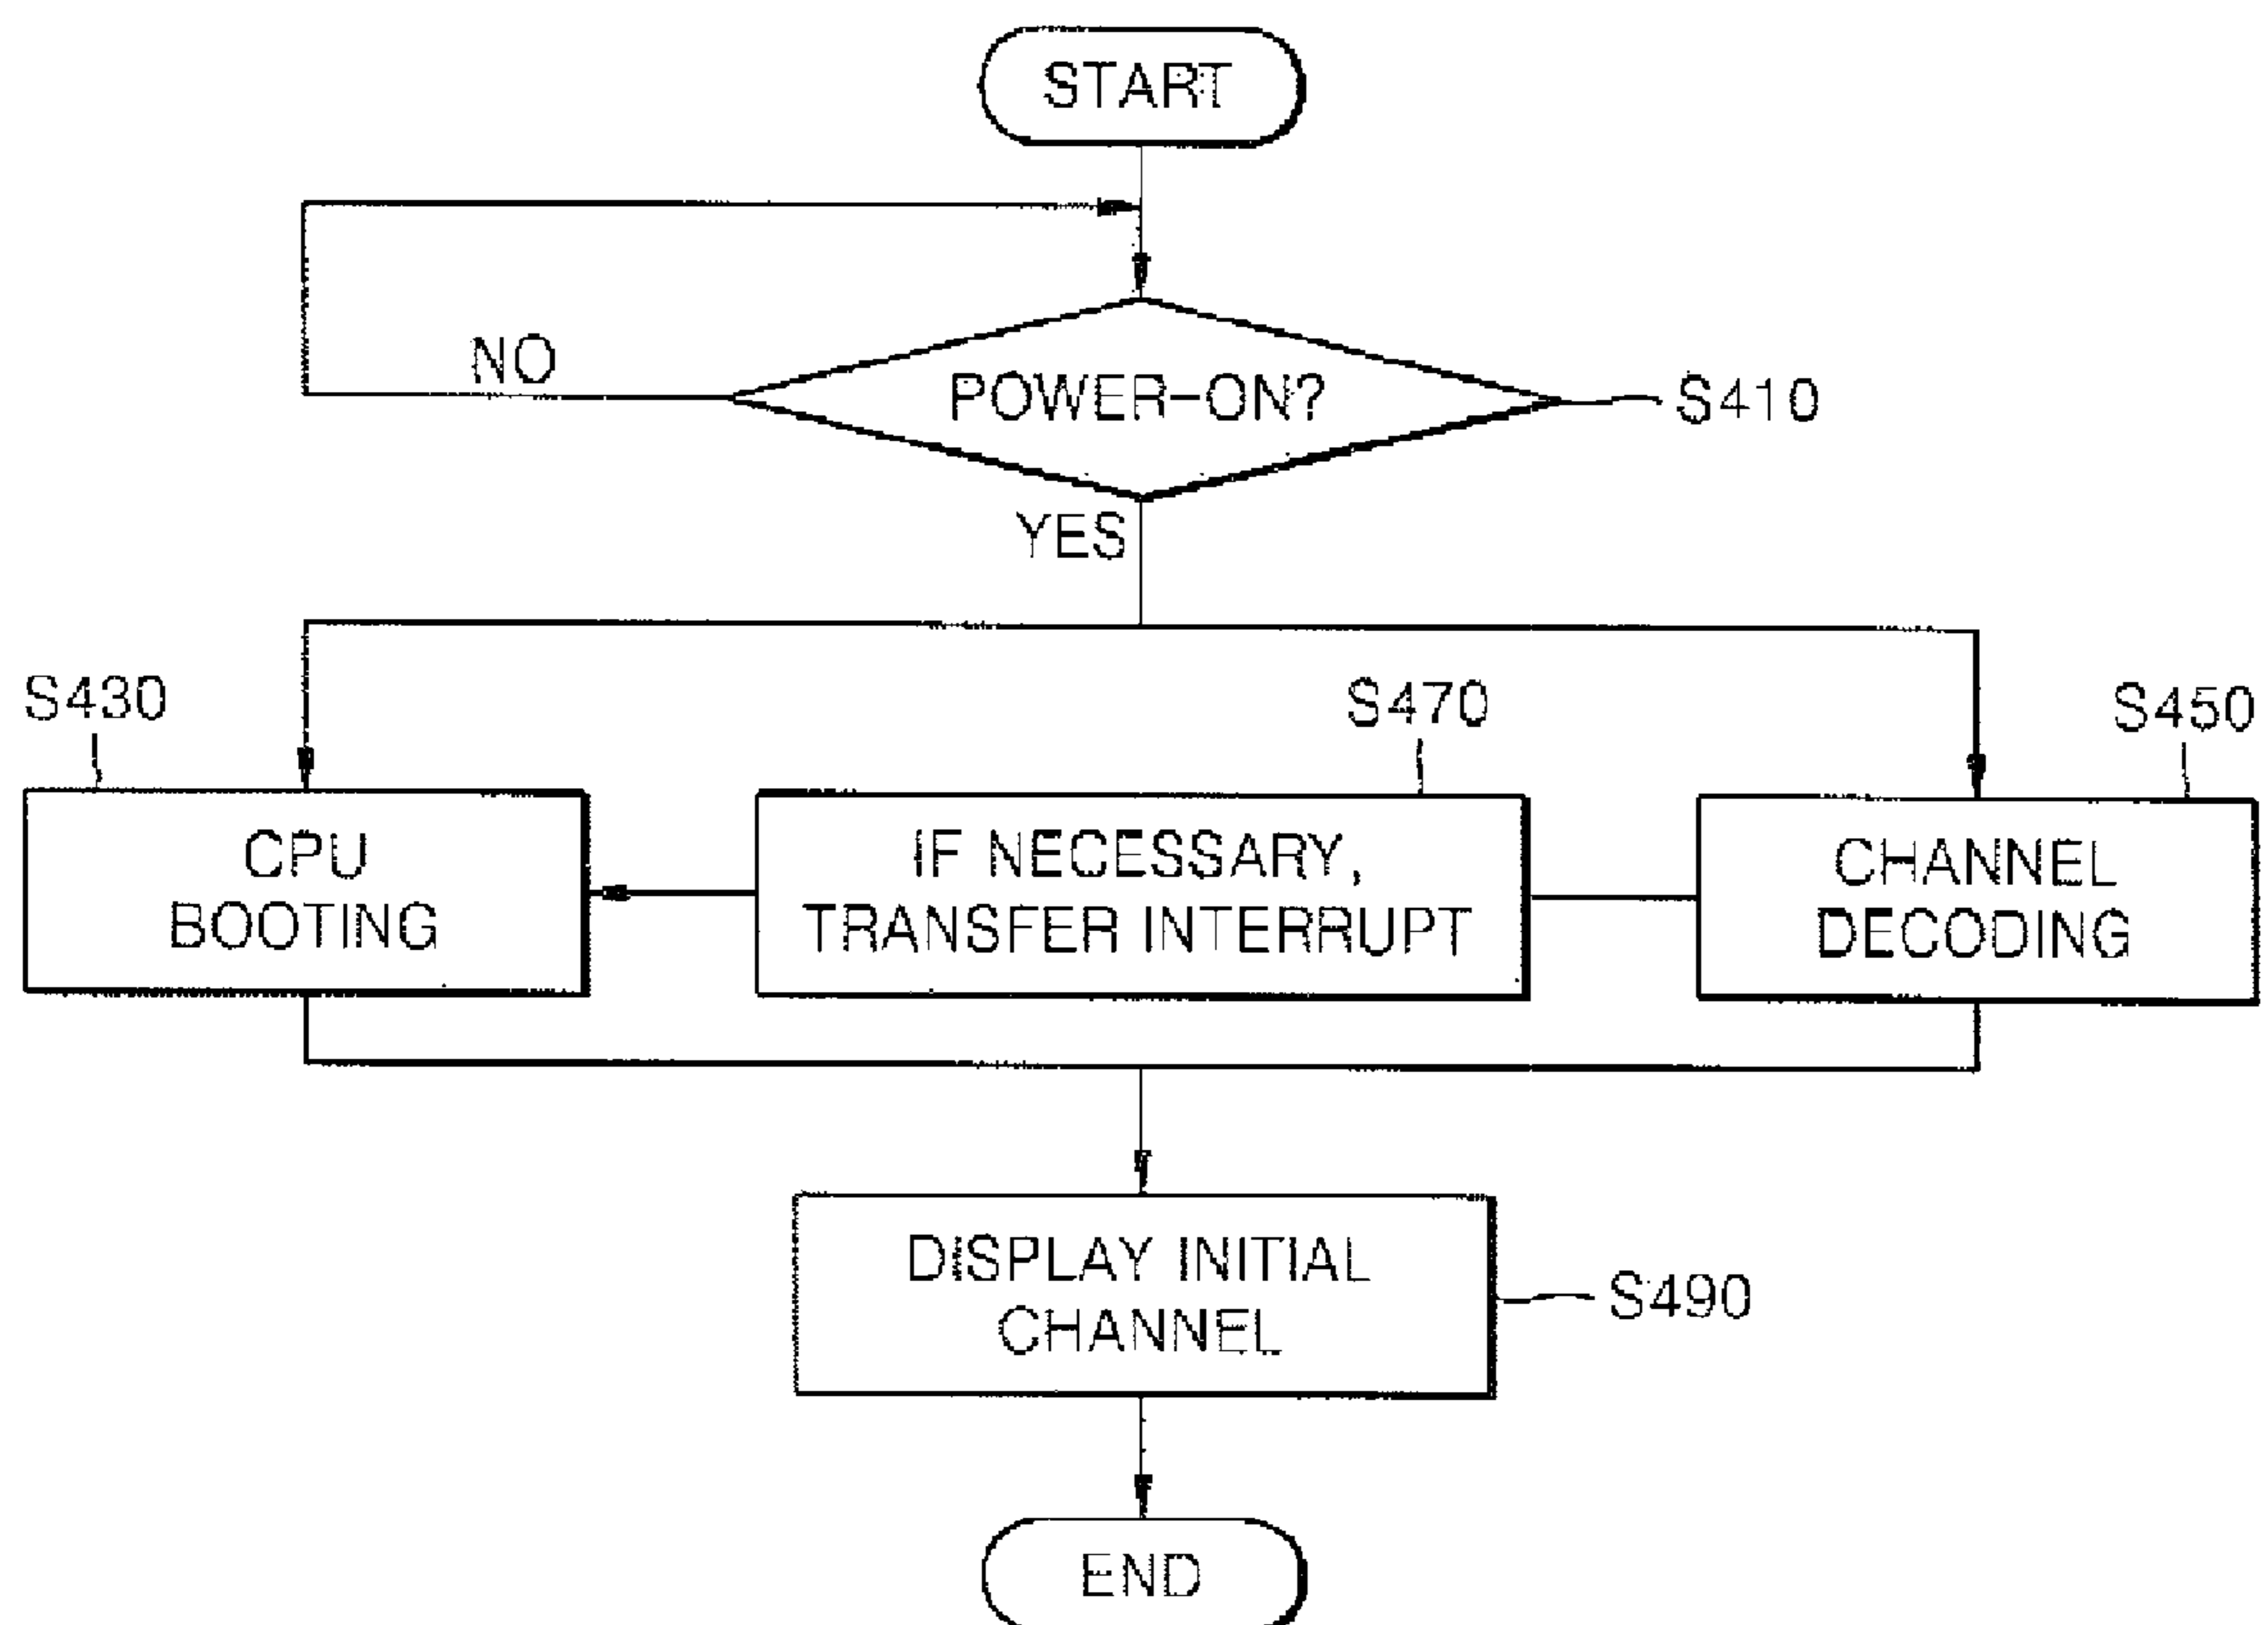 START
NO
POWER-ON?
S410
YES
S430
S470
S450
CPU
BOOTING
IF NECESSARY,
TRANSFER INTERRUPT
CHANNEL
DECODING
DISPLAY INITIAL
CHANNEL
S490
END